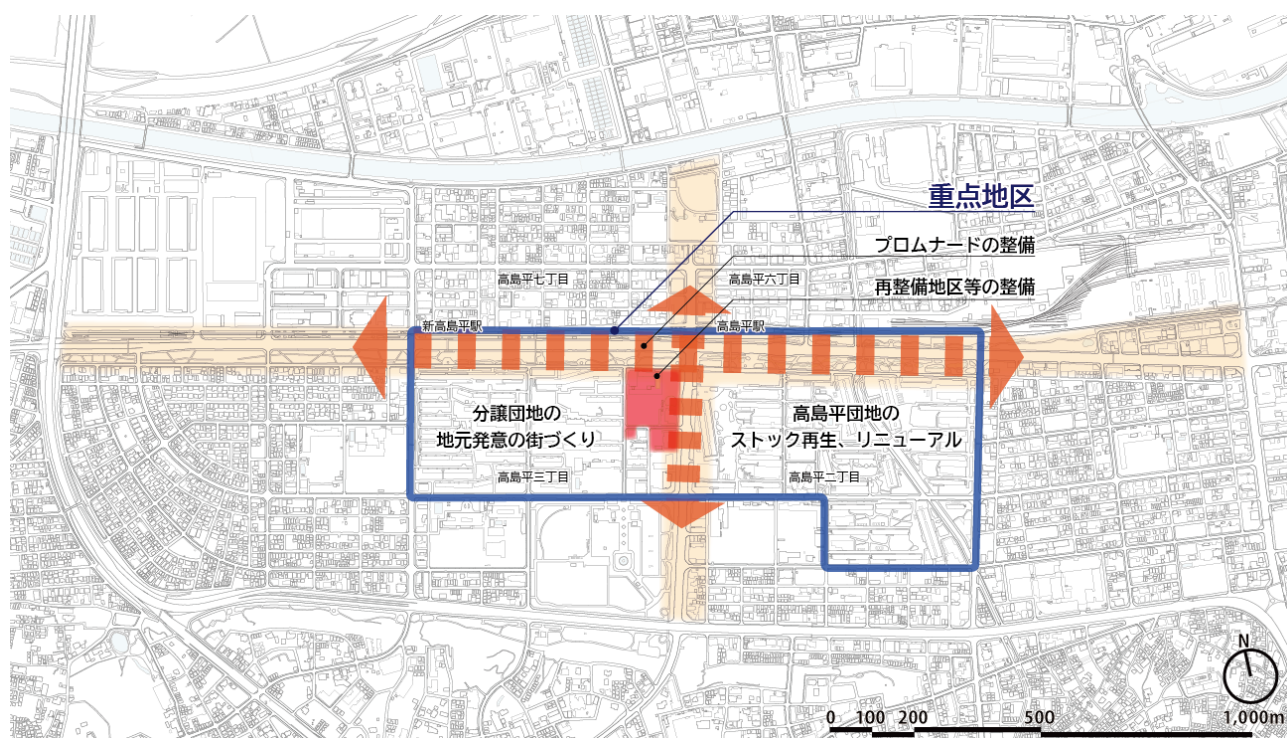 重点地区
プロムナードの整備
高島平七丁目
高島平六丁目
再整備地区等の整備
新高島平駅
高島平駅
分譲団地の
地元発意の街づくり
高島平団地の
ストック再生、リニューアル
高島平三丁目
高島平二丁目
N
0 100 200 500 1,000m